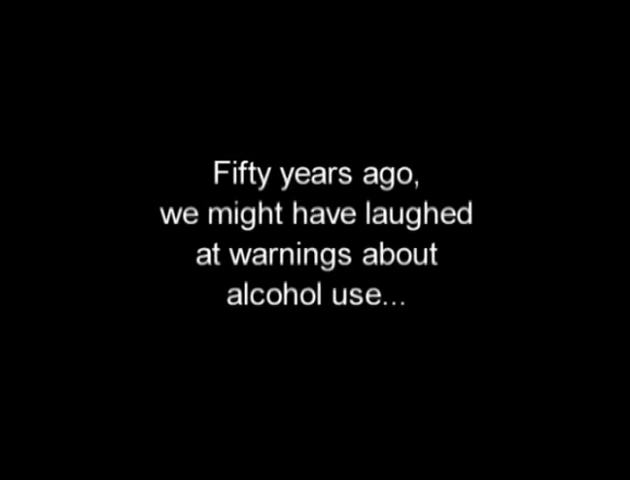 Fifty years ago,
we might have laughed
at warnings about
alcohol use...